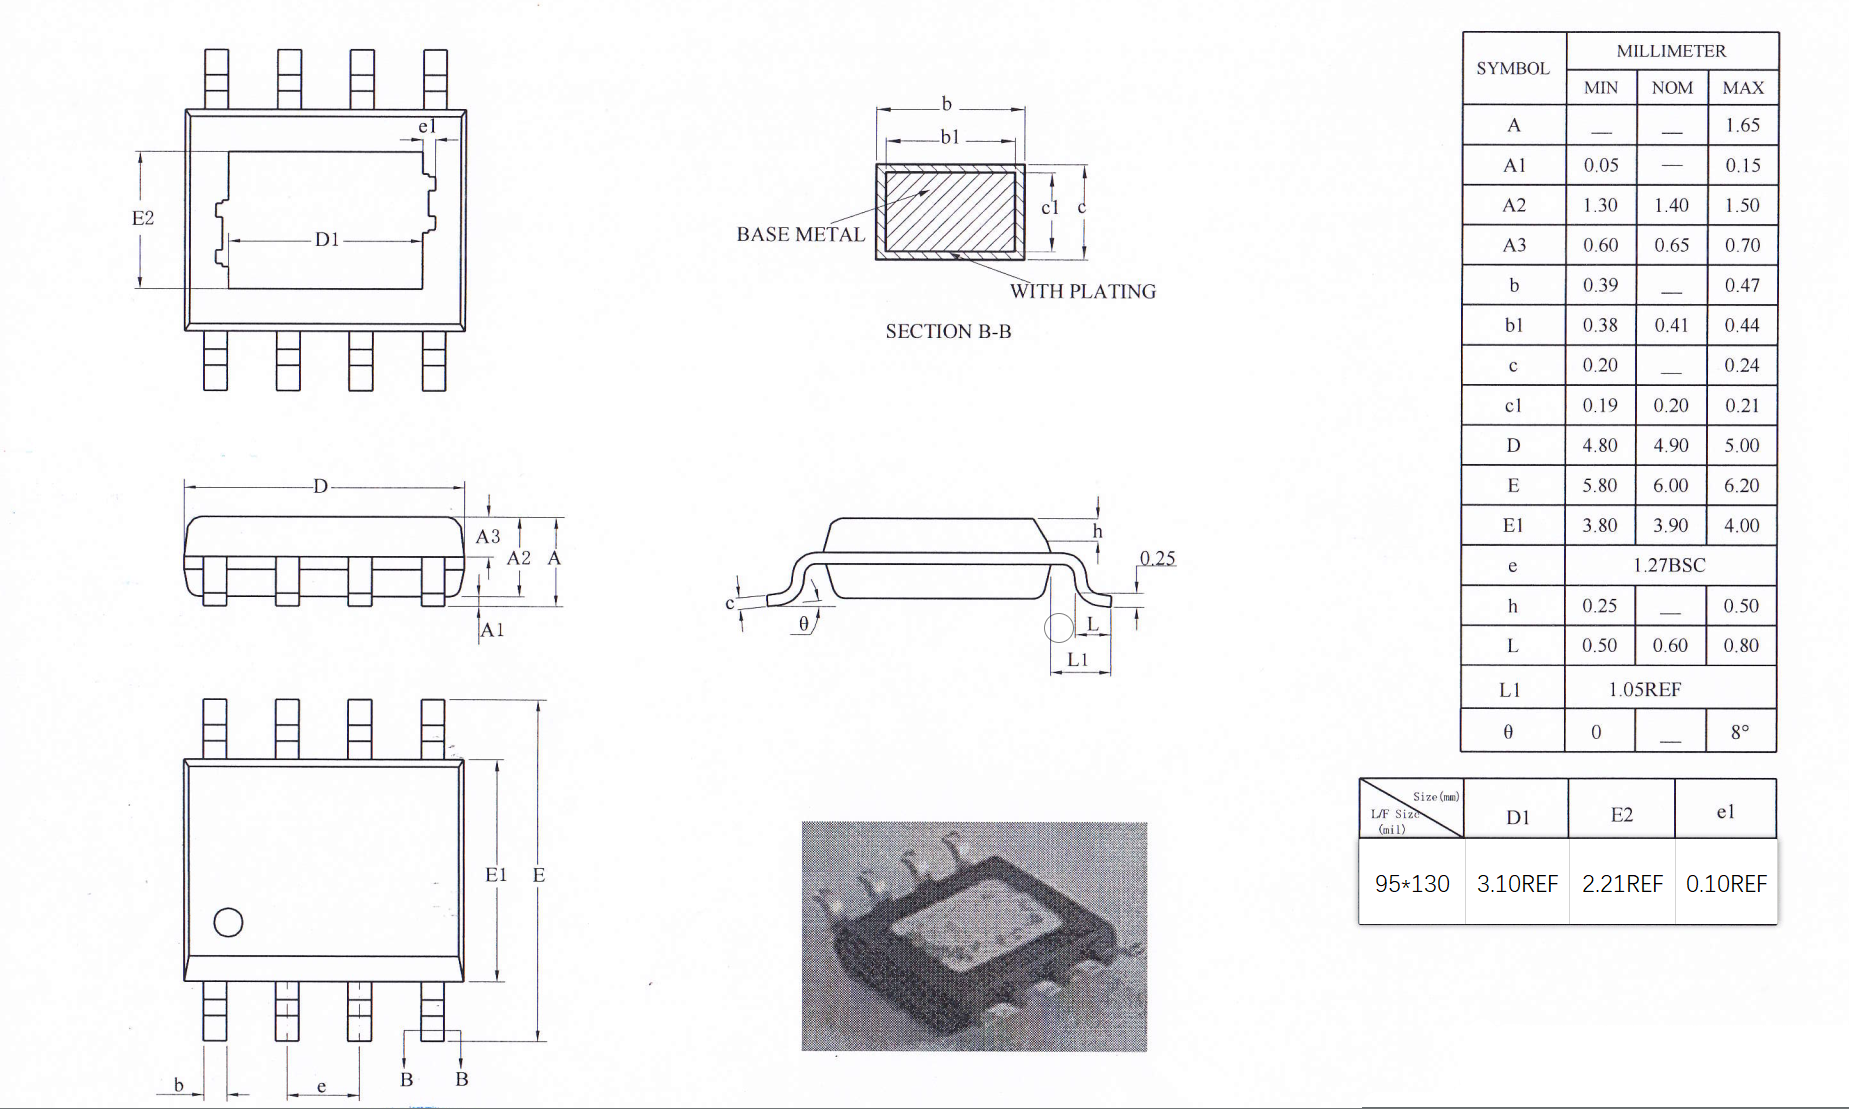 e1
E2
D1
b
b1
c1
c
BASE METAL
WITH PLATING
SECTION B-B
D
A3
A2
A
A1
h
0.25
c
θ
L
L1
E1
E
b
e
B
B
SYMBOL MILLIMETER
MIN NOM MAX
A — — 1.65
A1 0.05 — 0.15
A2 1.30 1.40 1.50
A3 0.60 0.65 0.70
b 0.39 — 0.47
b1 0.38 0.41 0.44
c 0.20 — 0.24
c1 0.19 0.20 0.21
D 4.80 4.90 5.00
E 5.80 6.00 6.20
E1 3.80 3.90 4.00
e 1.27BSC
h 0.25 — 0.50
L 0.50 0.60 0.80
L1 1.05REF
θ 0 — 8°
Size(mm)
L/F Size
(mil)
D1 E2 e1
95*130 3.10REF 2.21REF 0.10REF